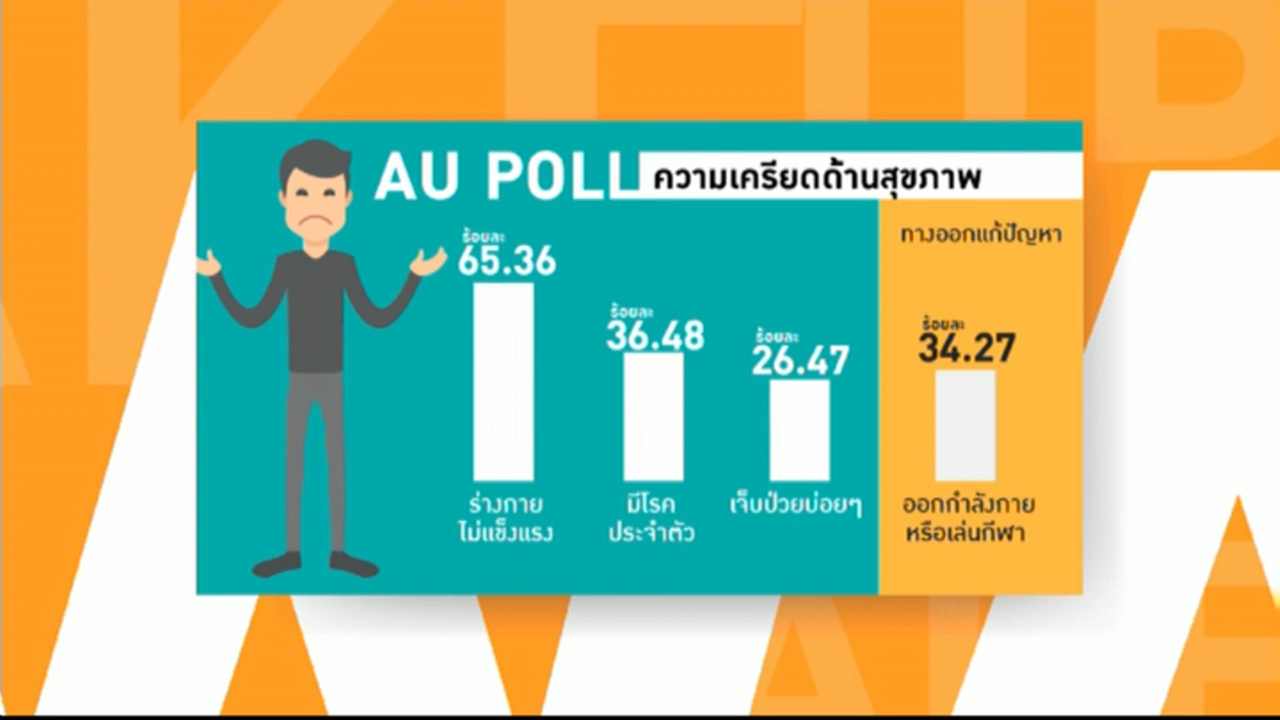 AU POLL ความเครียดด้านสุขภาพ
ร้อยละ
65.36
ร่างกาย
ไม่แข็งแรง
ร้อยละ
36.48
มีโรค
ประจำตัว
ร้อยละ
26.47
เจ็บป่วยบ่อยๆ
ทางออกแก้ปัญหา
ร้อยละ
34.27
ออกกำลังกาย
หรือเล่นกีฬา